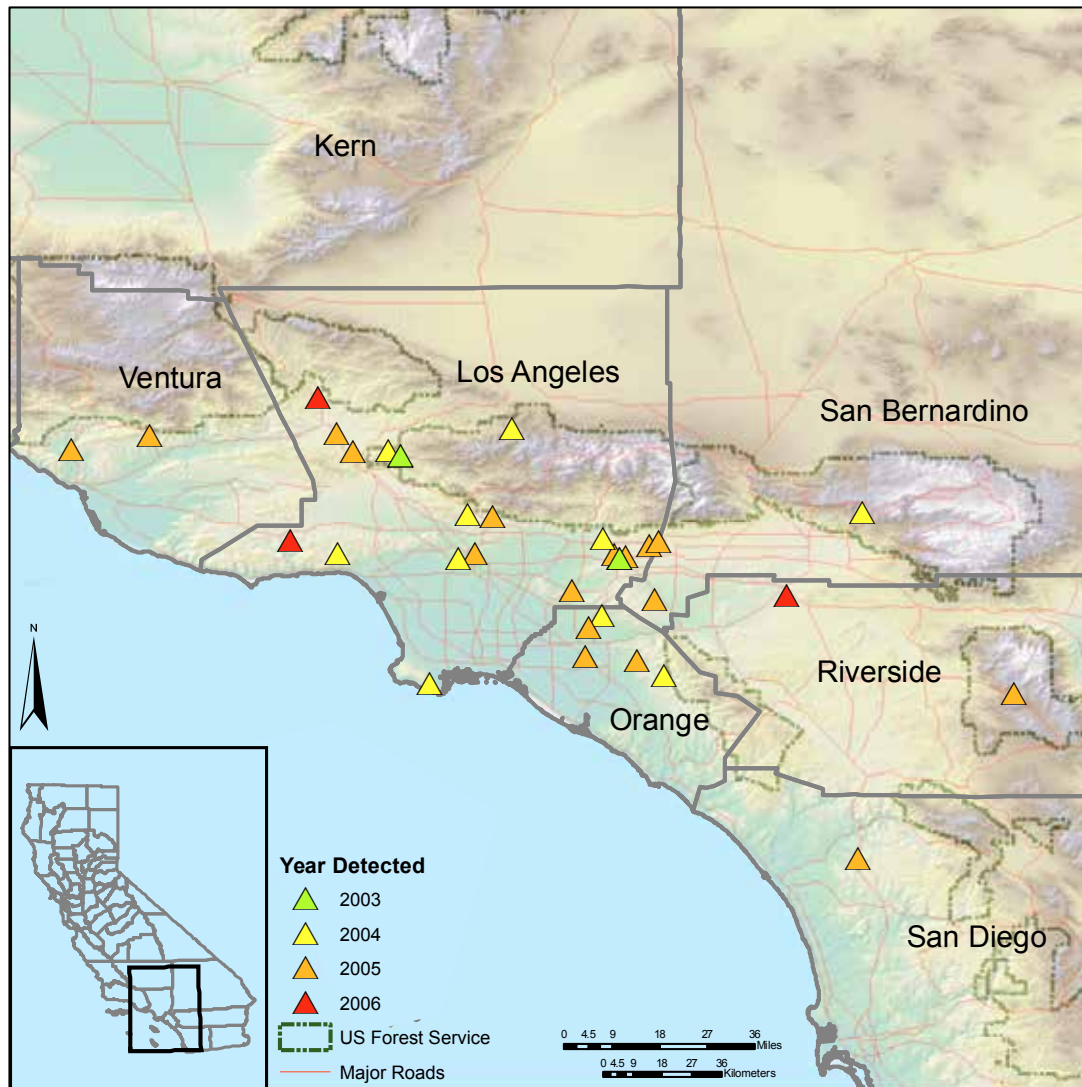 Kern
Ventura
Los Angeles
San Bernardino
N
Riverside
Orange
San Diego
Year Detected
2003
2004
2005
2006
US Forest Service
Major Roads
0 4.5 9 18 27 36
Miles
0 4.5 9 18 27 36
Kilometers